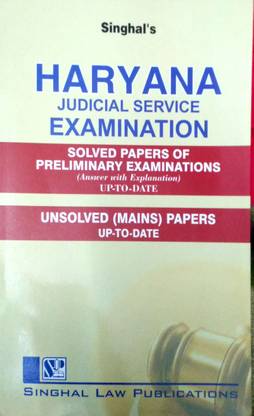 Singhal's
HARYANA
JUDICIAL SERVICE
EXAMINATION
SOLVED PAPERS OF
PRELIMINARY EXAMINATIONS
(Answer with Explanation)
UP-TO-DATE
UNSOLVED (MAINS) PAPERS
UP-TO-DATE
SINGHAL LAW PUBLICATIONS